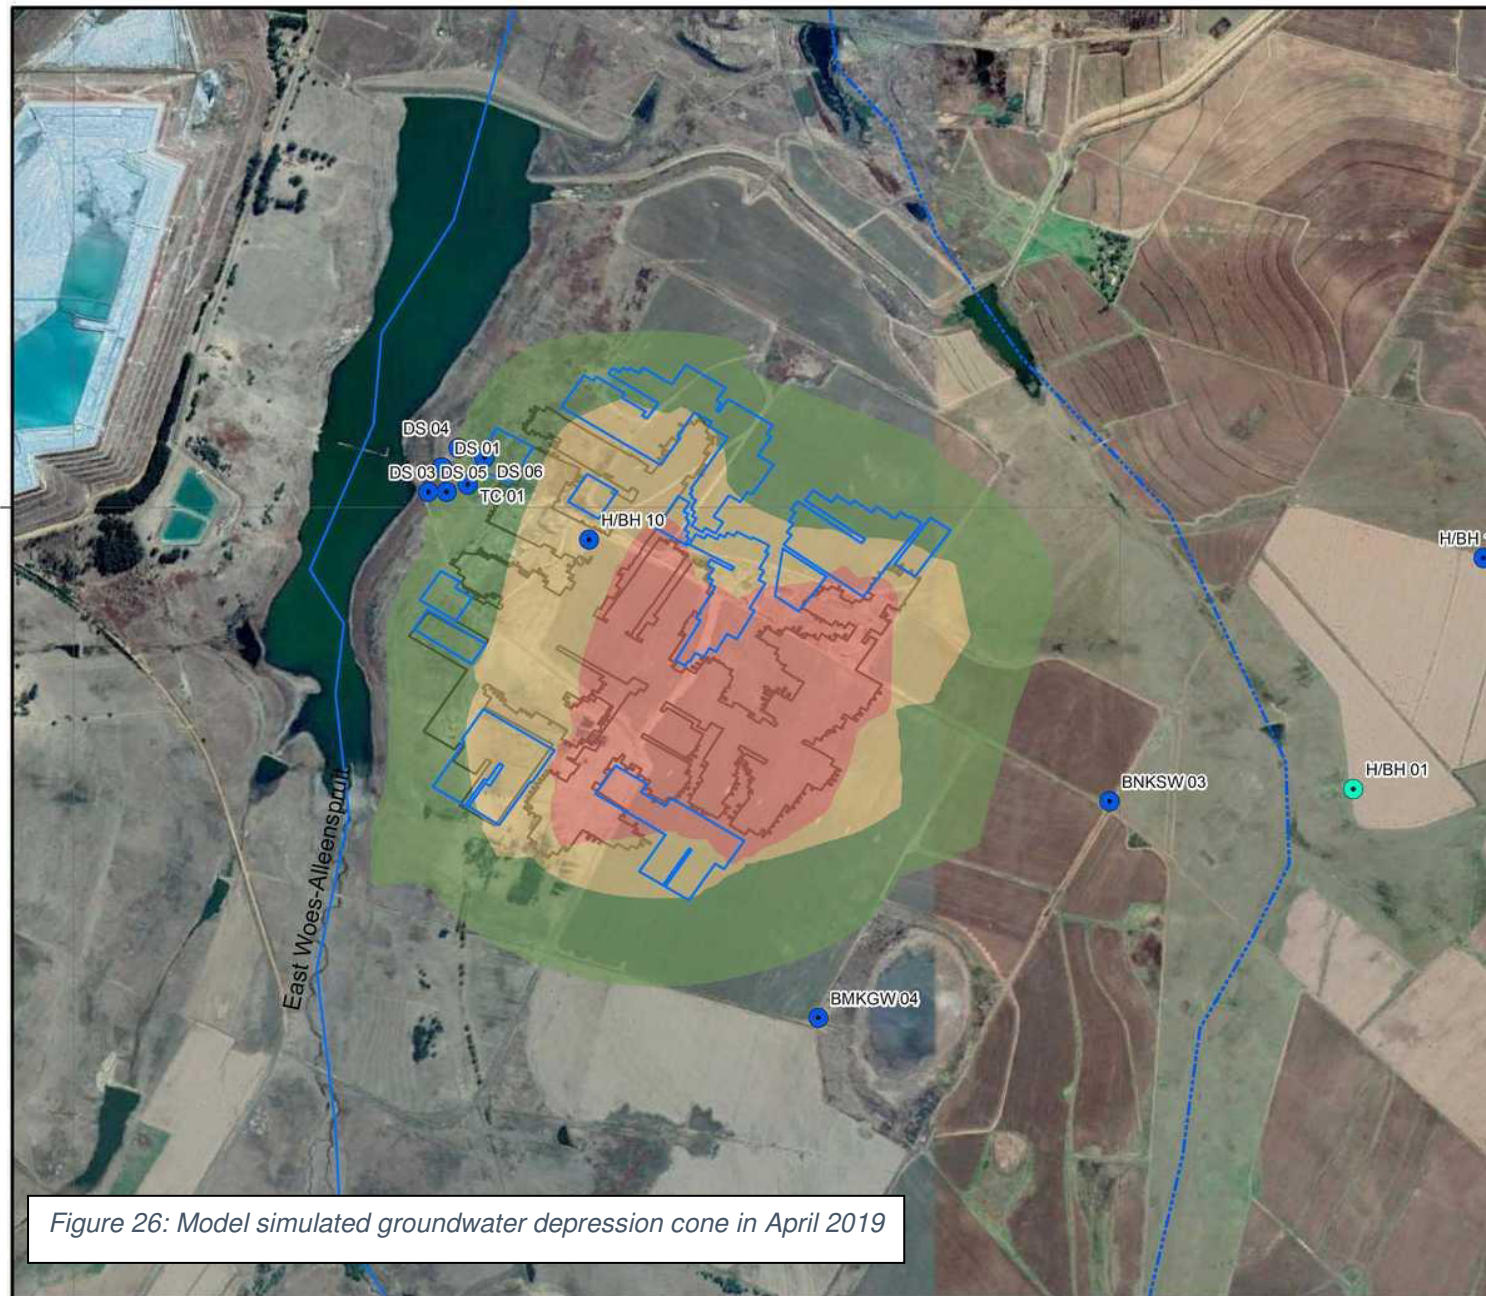 DS 04
DS 01
DS 03
DS 05
DS 06
TC 01
H/BH 10
H/BH
H/BH 01
BNKSW 03
East Woes-Alleenspruit
BMKGW 04
Figure 26: Model simulated groundwater depression cone in April 2019